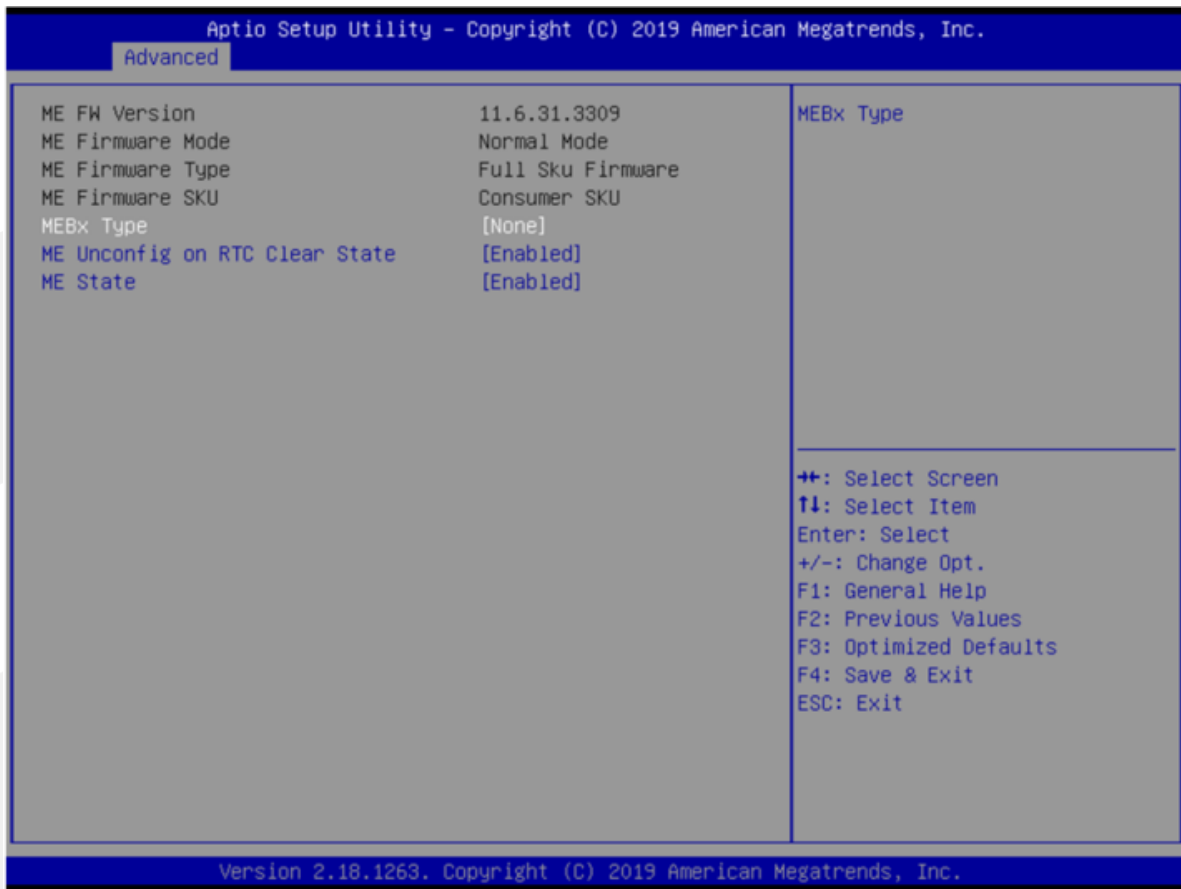 Aptio Setup Utility – Copyright (C) 2019 American Megatrends, Inc.
Advanced
ME FW Version 11.6.31.3309
ME Firmware Mode Normal Mode
ME Firmware Type Full Sku Firmware
ME Firmware SKU Consumer SKU
MEBx Type [None]
ME Unconfig on RTC Clear State [Enabled]
ME State [Enabled]
MEBx Type
→←: Select Screen
↑↓: Select Item
Enter: Select
+/-: Change Opt.
F1: General Help
F2: Previous Values
F3: Optimized Defaults
F4: Save & Exit
ESC: Exit
Version 2.18.1263. Copyright (C) 2019 American Megatrends, Inc.